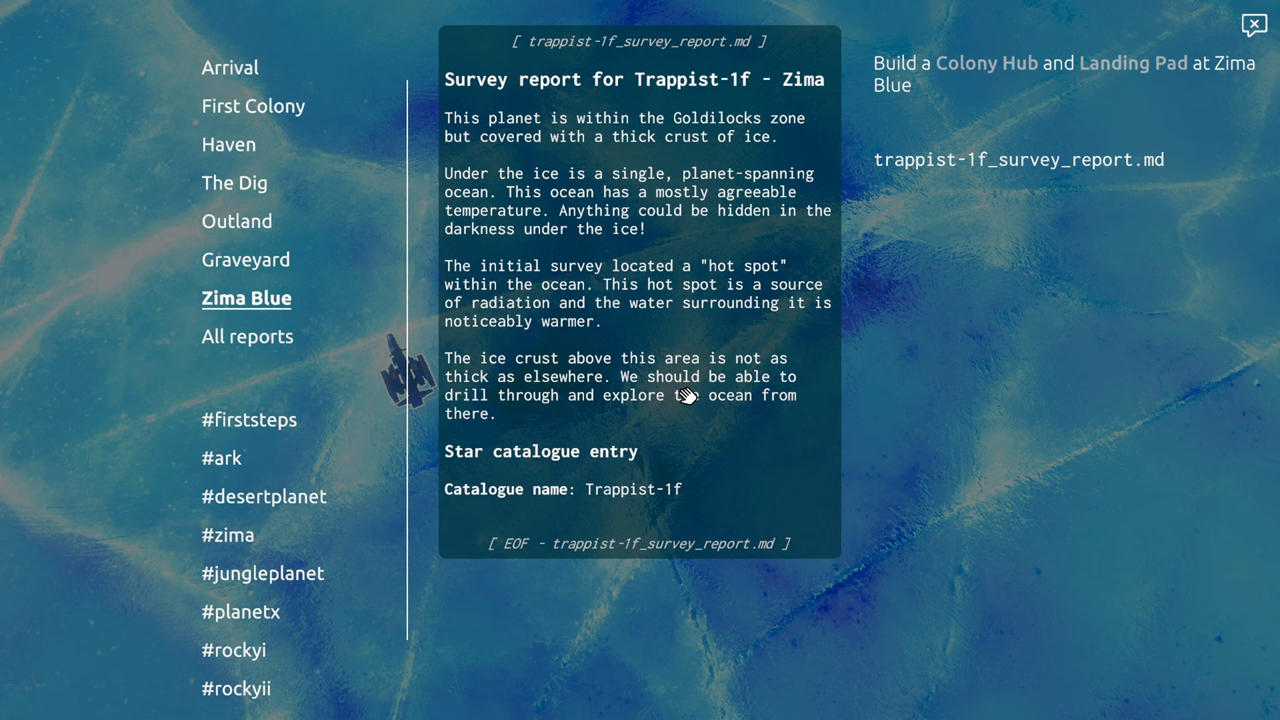 Arrival
First Colony
Haven
The Dig
Outland
Graveyard
Zima Blue
All reports
#firststeps
#ark
#desertplanet
#zima
#jungleplanet
#planetx
#rockyi
#rockyii
[ trappist-1f_survey_report.md ]
Survey report for Trappist-1f - Zima
This planet is within the Goldilocks zone
but covered with a thick crust of ice.
Under the ice is a single, planet-spanning
ocean. This ocean has a mostly agreeable
temperature. Anything could be hidden in the
darkness under the ice!
The initial survey located a "hot spot"
within the ocean. This hot spot is a source
of radiation and the water surrounding it is
noticeably warmer.
The ice crust above this area is not as
thick as elsewhere. We should be able to
drill through and explore the ocean from
there.
Star catalogue entry
Catalogue name: Trappist-1f
[ EOF - trappist-1f_survey_report.md ]
Build a Colony Hub and Landing Pad at Zima
Blue
trappist-1f_survey_report.md